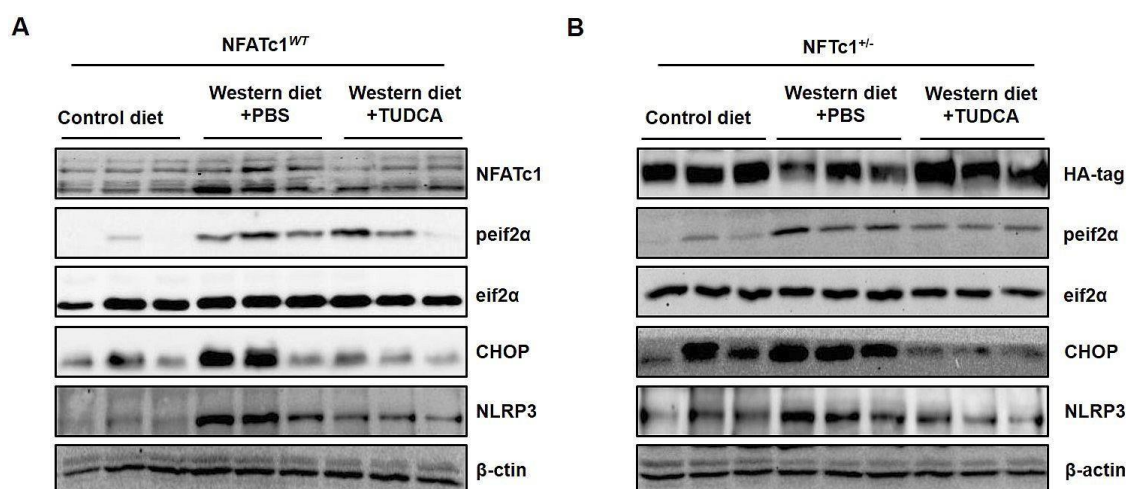 A
NFATc1WT
Control diet
Western diet
+PBS
Western diet
+TUDCA
NFATc1
peif2α
eif2α
CHOP
NLRP3
β-ctin
B
NFTc1+/-
Control diet
Western diet
+PBS
Western diet
+TUDCA
HA-tag
peif2α
eif2α
CHOP
NLRP3
β-actin